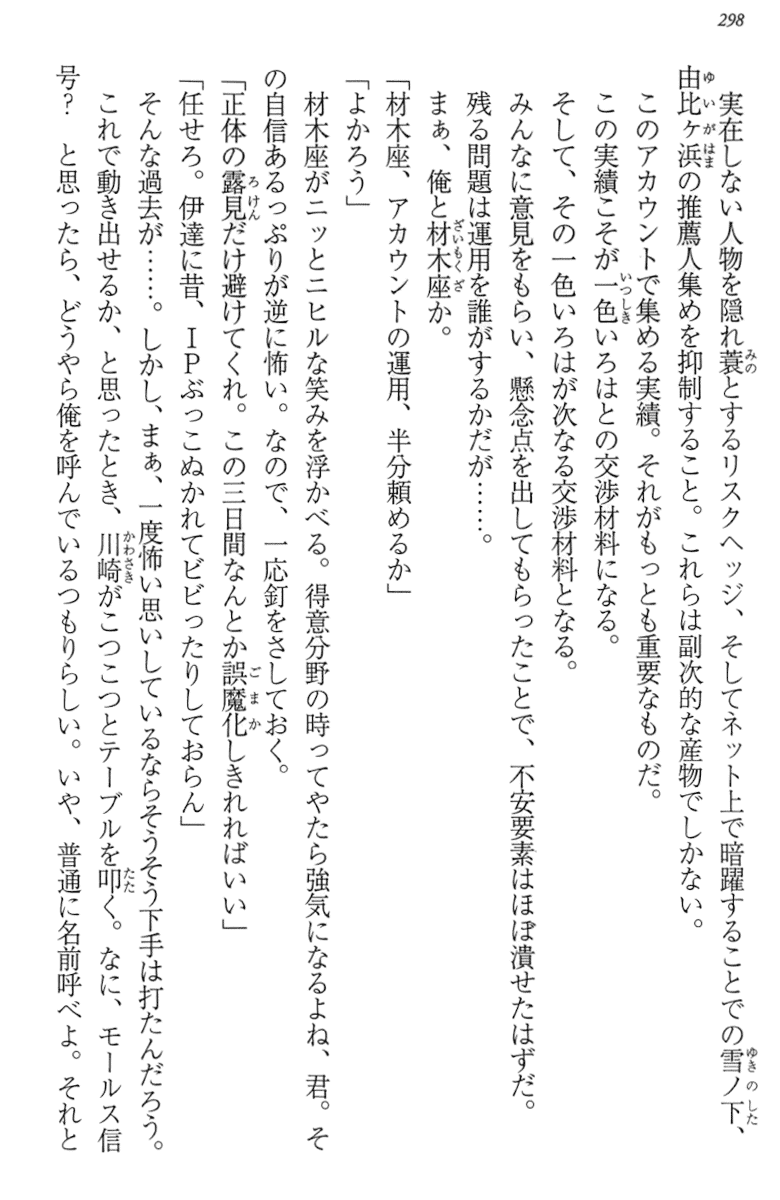 298
　実在しない人物を隠れ蓑とするリスクヘッジ、そしてネット上で暗躍することでの雪ノ下、
由比ヶ浜の推薦人集めを抑制すること。これらは副次的な産物でしかない。
　このアカウントで集める実績。それがもっとも重要なものだ。
　この実績こそが一色いろはとの交渉材料になる。
　そして、その一色いろはが次なる交渉材料となる。
　みんなに意見をもらい、懸念点を出してもらったことで、不安要素はほぼ潰せたはずだ。
　残る問題は運用を誰がするかだが……。
　まぁ、俺と材木座か。
「材木座、アカウントの運用、半分頼めるか」
「よかろう」
　材木座がニッとニヒルな笑みを浮かべる。得意分野の時ってやたら強気になるよね、君。そ
の自信あるっぷりが逆に怖い。なので、一応釘をさしておく。
「正体の露見だけ避けてくれ。この三日間なんとか誤魔化しきれればいい」
「任せろ。伊達に昔、ＩＰぶっこぬかれてビビったりしておらん」
　そんな過去が……。しかし、まぁ、一度怖い思いしているならそうそう下手は打たんだろう。
　これで動き出せるか、と思ったとき、川崎がこつこつとテーブルを叩く。なに、モールス信
号？　と思ったら、どうやら俺を呼んでいるつもりらしい。いや、普通に名前呼べよ。それと